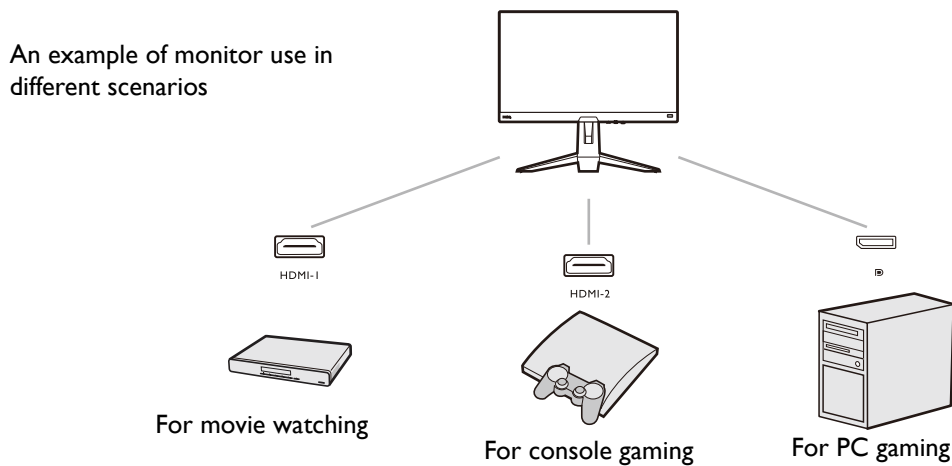 An example of monitor use in
different scenarios
HDMI-1
HDMI-2
For movie watching
For console gaming
For PC gaming